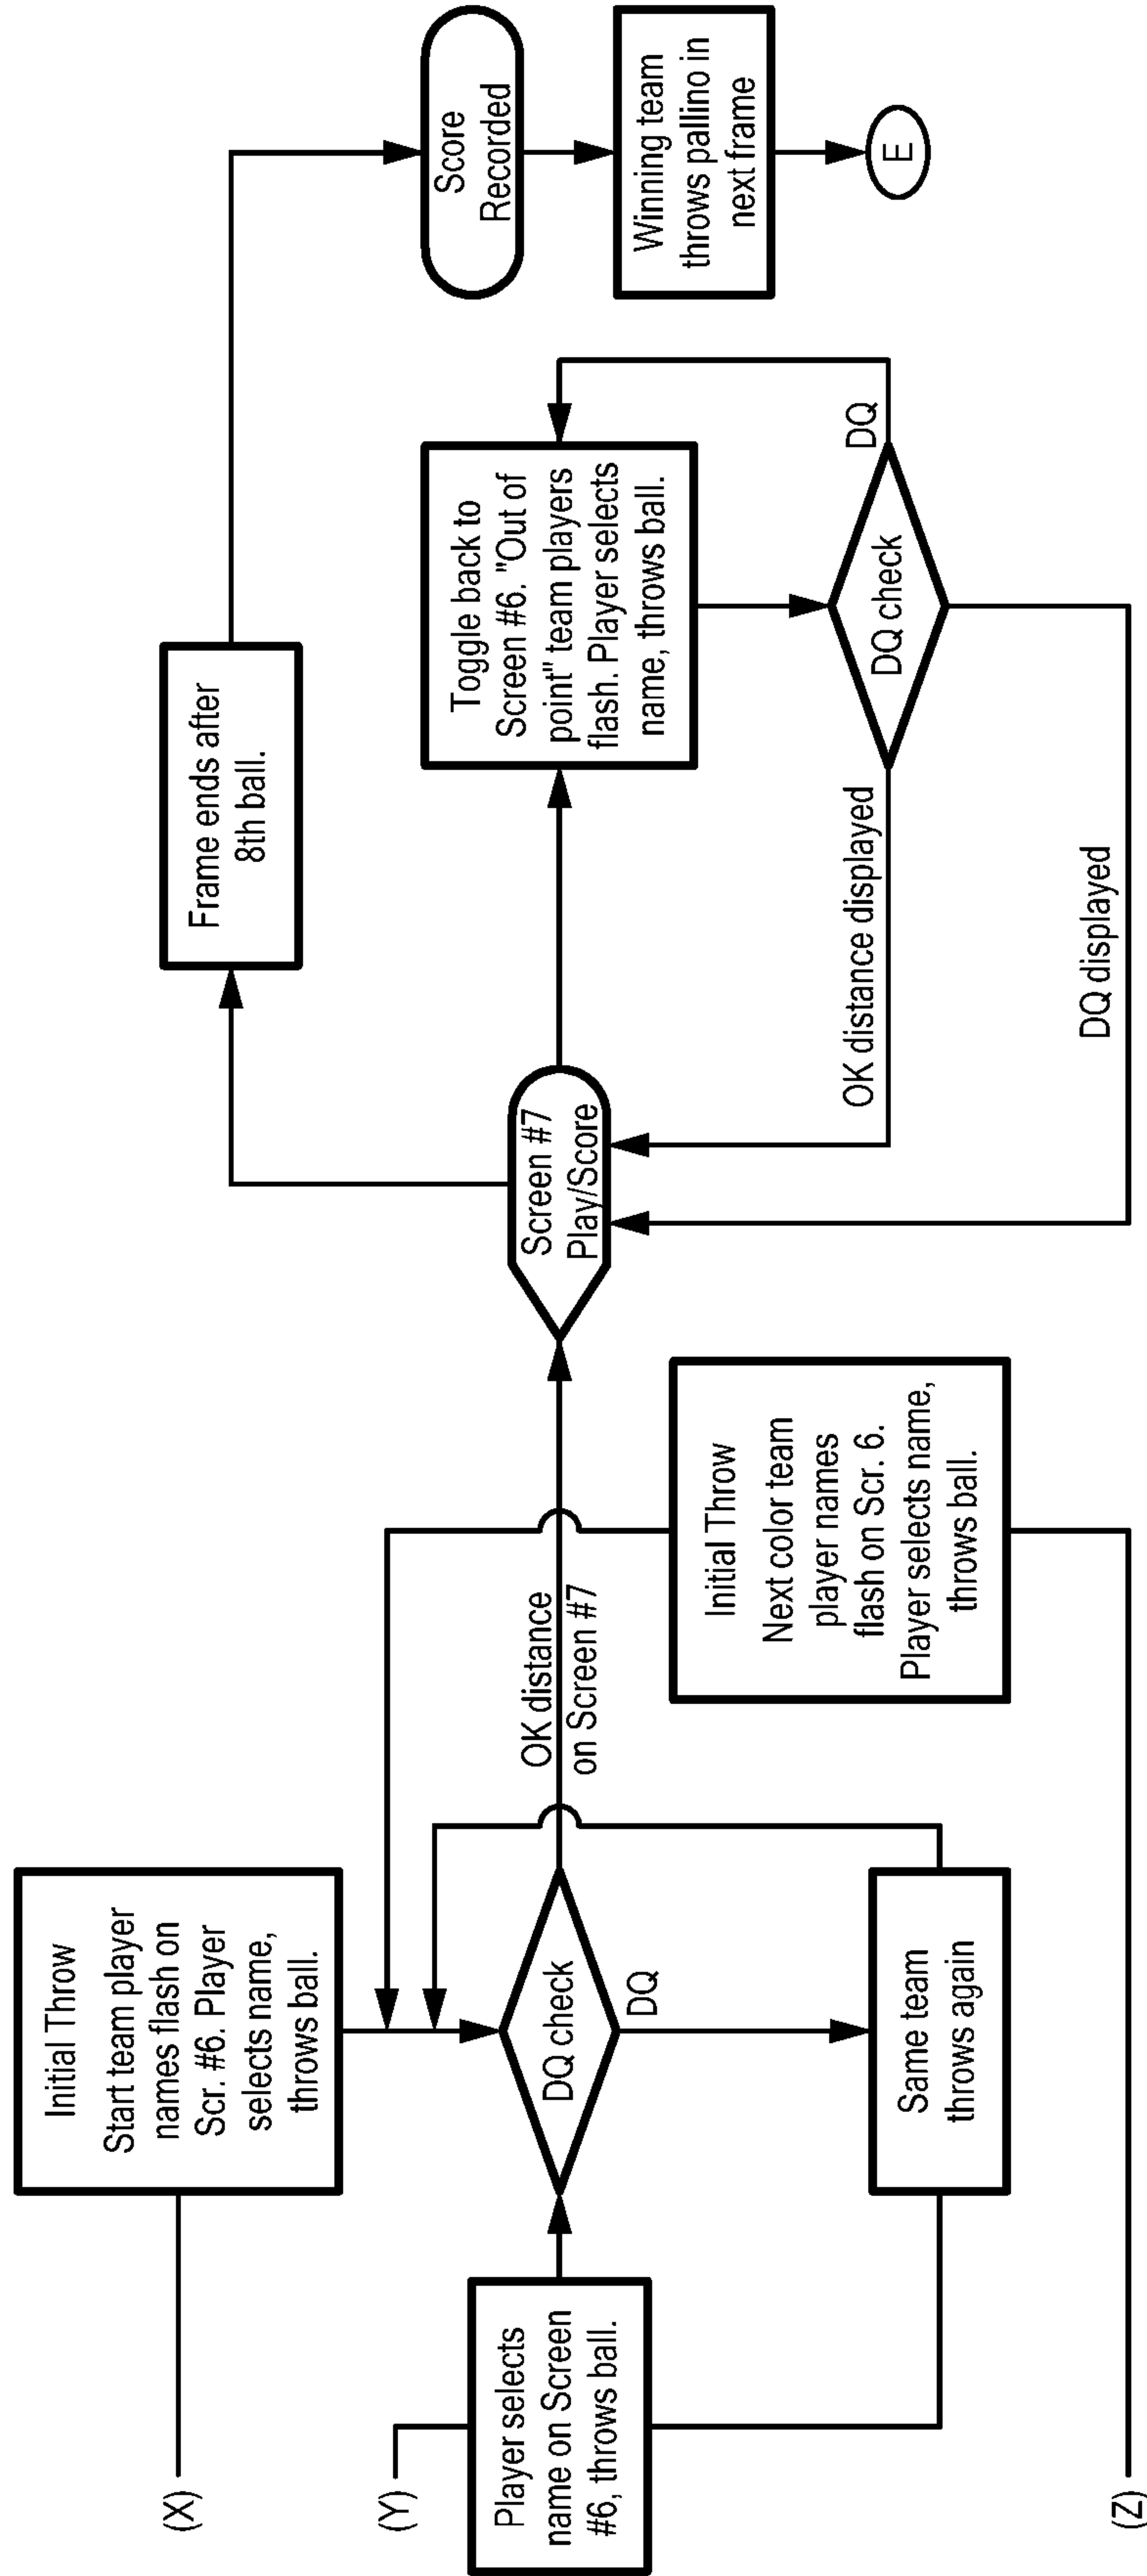 (X)
Initial Throw
Start team player
names flash on
Scr. #6. Player
selects name,
throws ball.
(Y)
Player selects
name on Screen
#6, throws ball.
DQ check
DQ
Same team
throws again
OK distance
on Screen #7
(Z)
Initial Throw
Next color team
player names
flash on Scr. 6.
Player selects name,
throws ball.
Screen #7
Play/Score
Frame ends after
8th ball.
Toggle back to
Screen #6. "Out of
point" team players
flash. Player selects
name, throws ball.
DQ check
DQ
OK distance displayed
DQ displayed
Score
Recorded
Winning team
throws pallino in
next frame
E